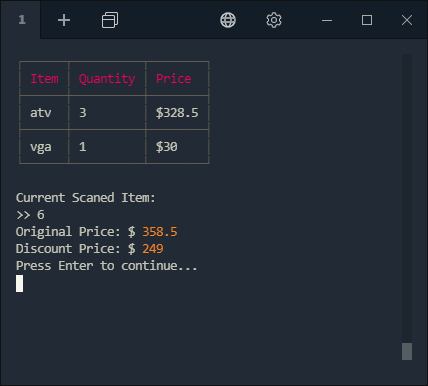 1
Item Quantity Price
atv 3 $328.5
vga 1 $30
Current Scaned Item:
>> 6
Original Price: $ 358.5
Discount Price: $ 249
Press Enter to continue...